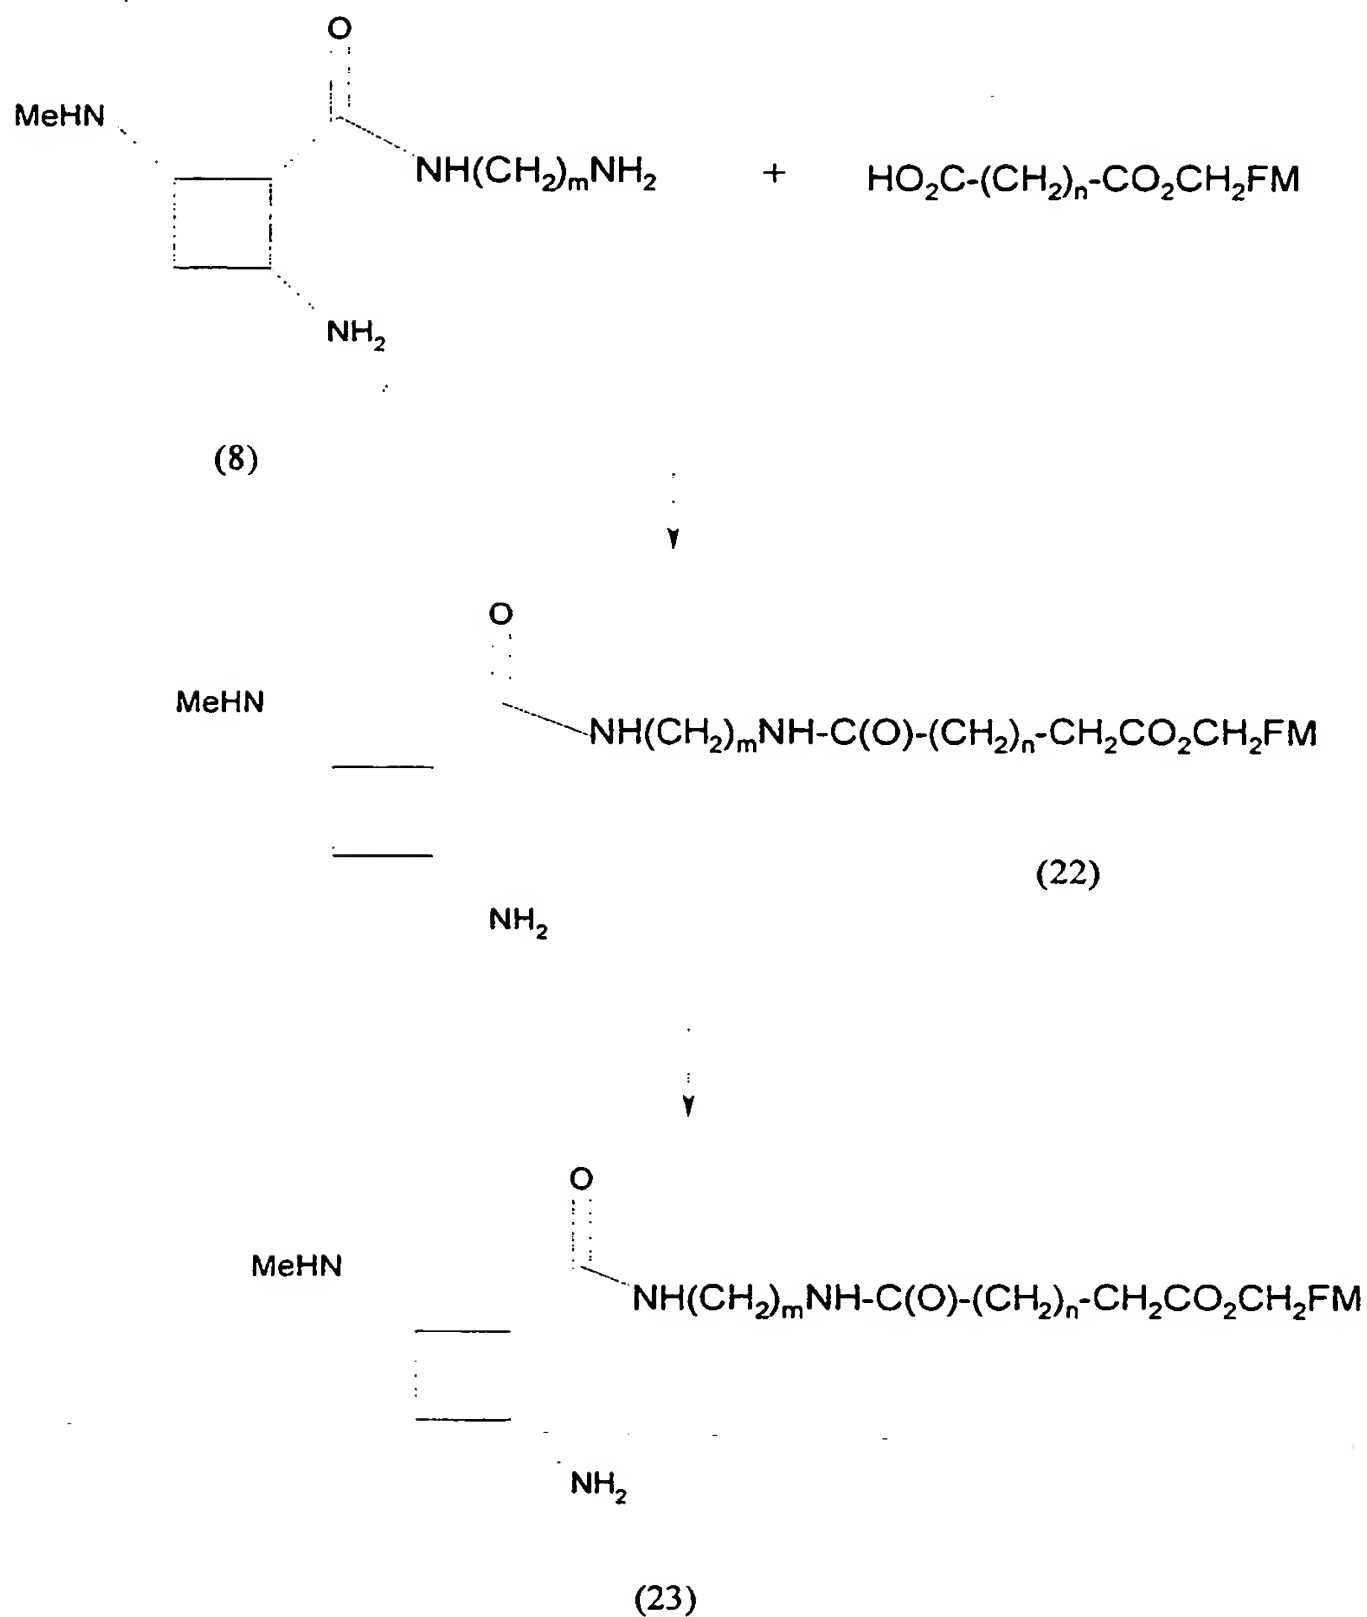 O
MeHN
NH(CH₂)ₘNH₂ + HO₂C-(CH₂)ₙ-CO₂CH₂FM
NH₂
(8)
O
MeHN
NH(CH₂)ₘNH-C(O)-(CH₂)ₙ-CH₂CO₂CH₂FM
(22)
NH₂
O
MeHN
NH(CH₂)ₘNH-C(O)-(CH₂)ₙ-CH₂CO₂CH₂FM
NH₂
(23)